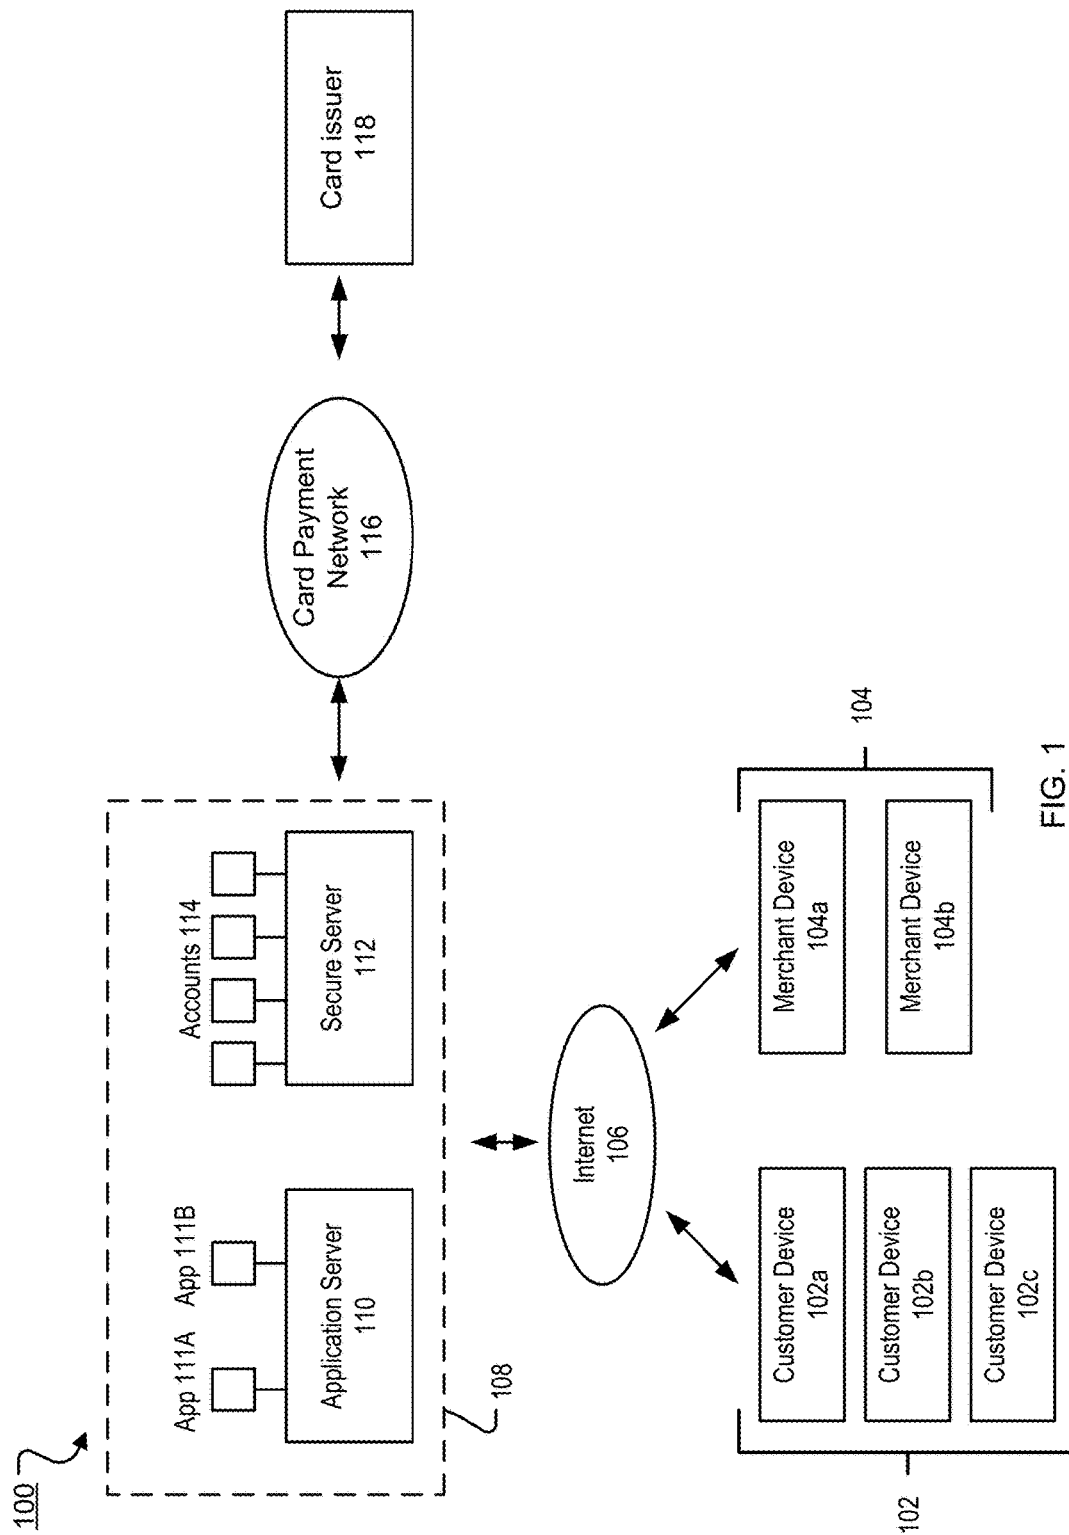 100
App 111A
App 111B
Accounts 114
Application Server
110
Secure Server
112
108
Card Payment
Network
116
Card issuer
118
Internet
106
102
Customer Device
102a
Customer Device
102b
Customer Device
102c
Merchant Device
104a
Merchant Device
104b
104
FIG. 1